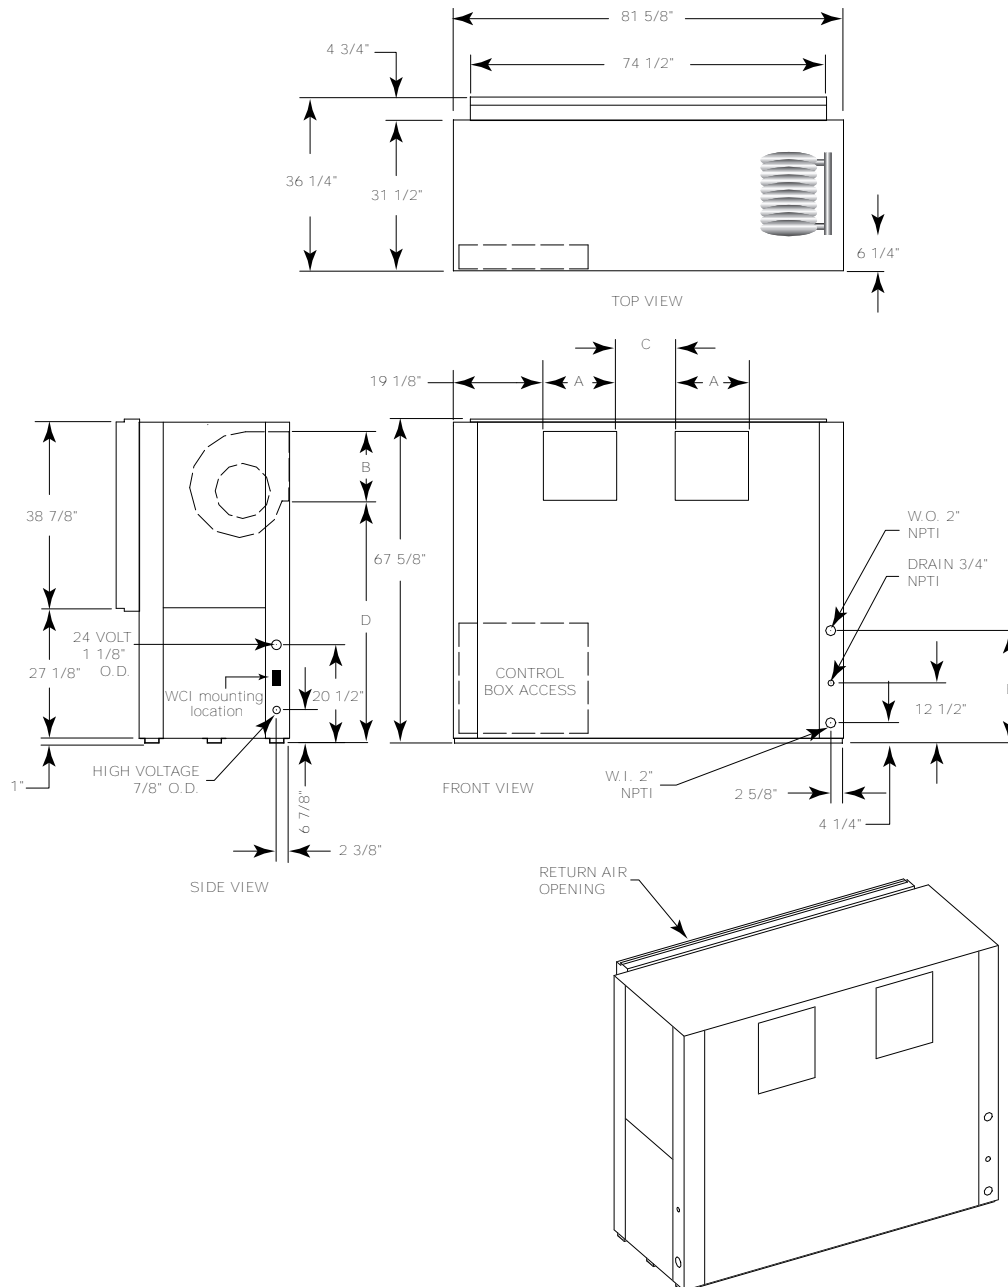 81 5/8"
4 3/4"
74 1/2"
36 1/4"
31 1/2"
6 1/4"
TOP VIEW
C
19 1/8"
A
A
B
38 7/8"
67 5/8"
W.O. 2"
NPTI
DRAIN 3/4"
NPTI
D
24 VOLT
1 1/8"
O.D.
27 1/8"
WCI mounting
location
20 1/2"
CONTROL
BOX ACCESS
12 1/2"
HIGH VOLTAGE
7/8" O.D.
1"
6 7/8"
FRONT VIEW
W.I. 2"
NPTI
2 5/8"
4 1/4"
2 3/8"
SIDE VIEW
RETURN AIR
OPENING